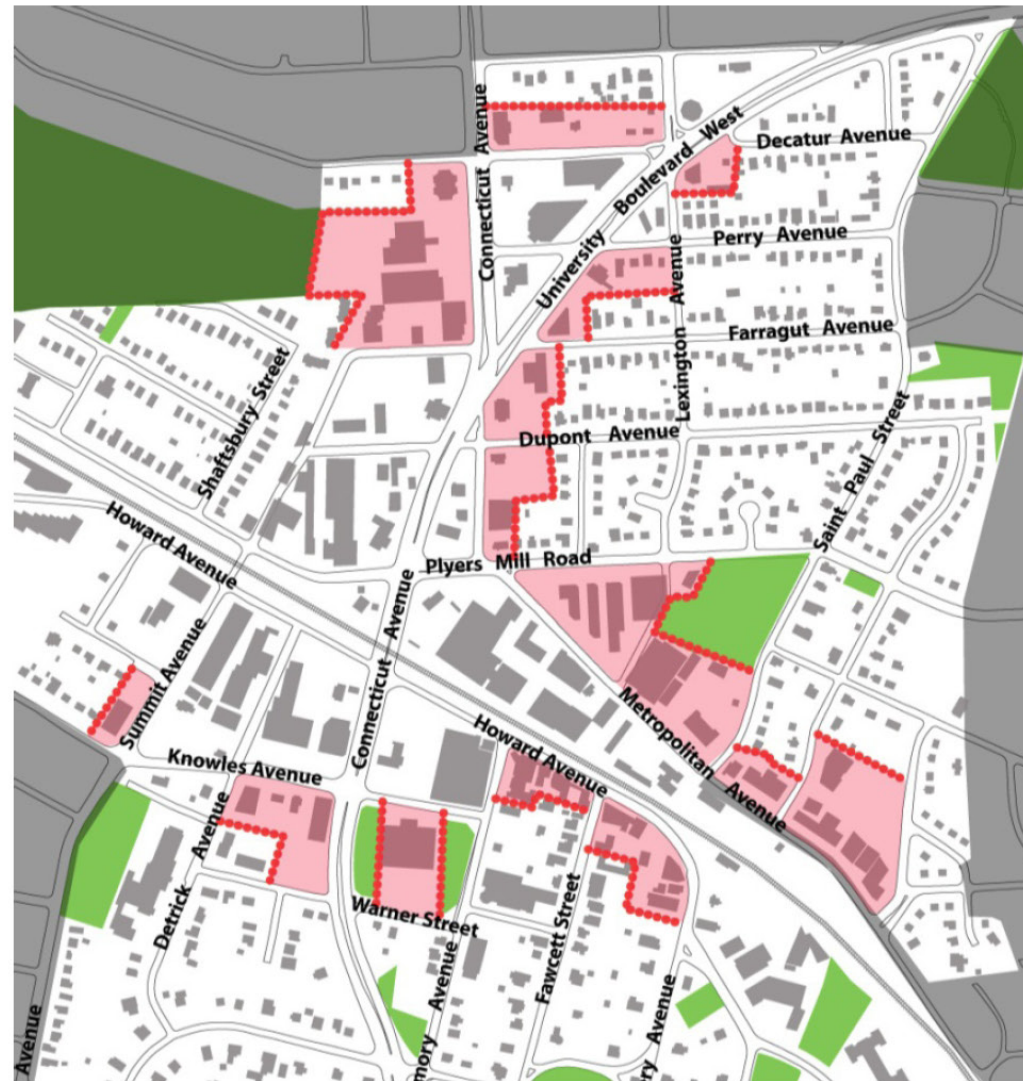 Connecticut Avenue
University Boulevard West
Decatur Avenue
Perry Avenue
Lexington Avenue
Farragut Avenue
Shaftsbury Street
Dupont Avenue
Saint Paul Street
Howard Avenue
Plyers Mill Road
Connecticut Avenue
Summit Avenue
Metropolitan Avenue
Howard Avenue
Knowles Avenue
Detrick Avenue
Warner Street
Fawcett Street
Avenue
mory Avenue
ry Avenue